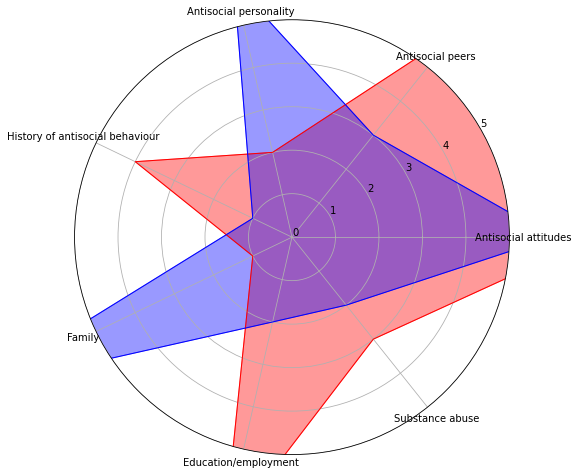 Antisocial personality
Antisocial peers
History of antisocial behaviour
5
4
3
2
1
0
Antisocial attitudes
Family
Substance abuse
Education/employment